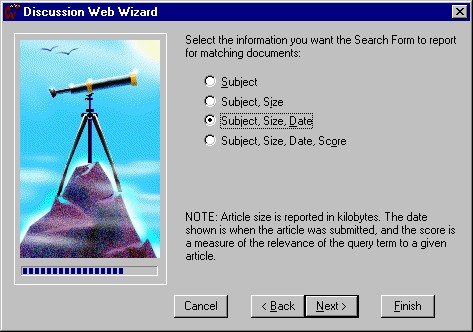 Discussion Web Wizard
Select the information you want the Search Form to report
for matching documents:
Subject
Subject, Size
Subject, Size, Date
Subject, Size, Date, Score
NOTE: Article size is reported in kilobytes. The date
shown is when the article was submitted, and the score is
a measure of the relevance of the query term to a given
article.
Cancel
< Back
Next >
Finish